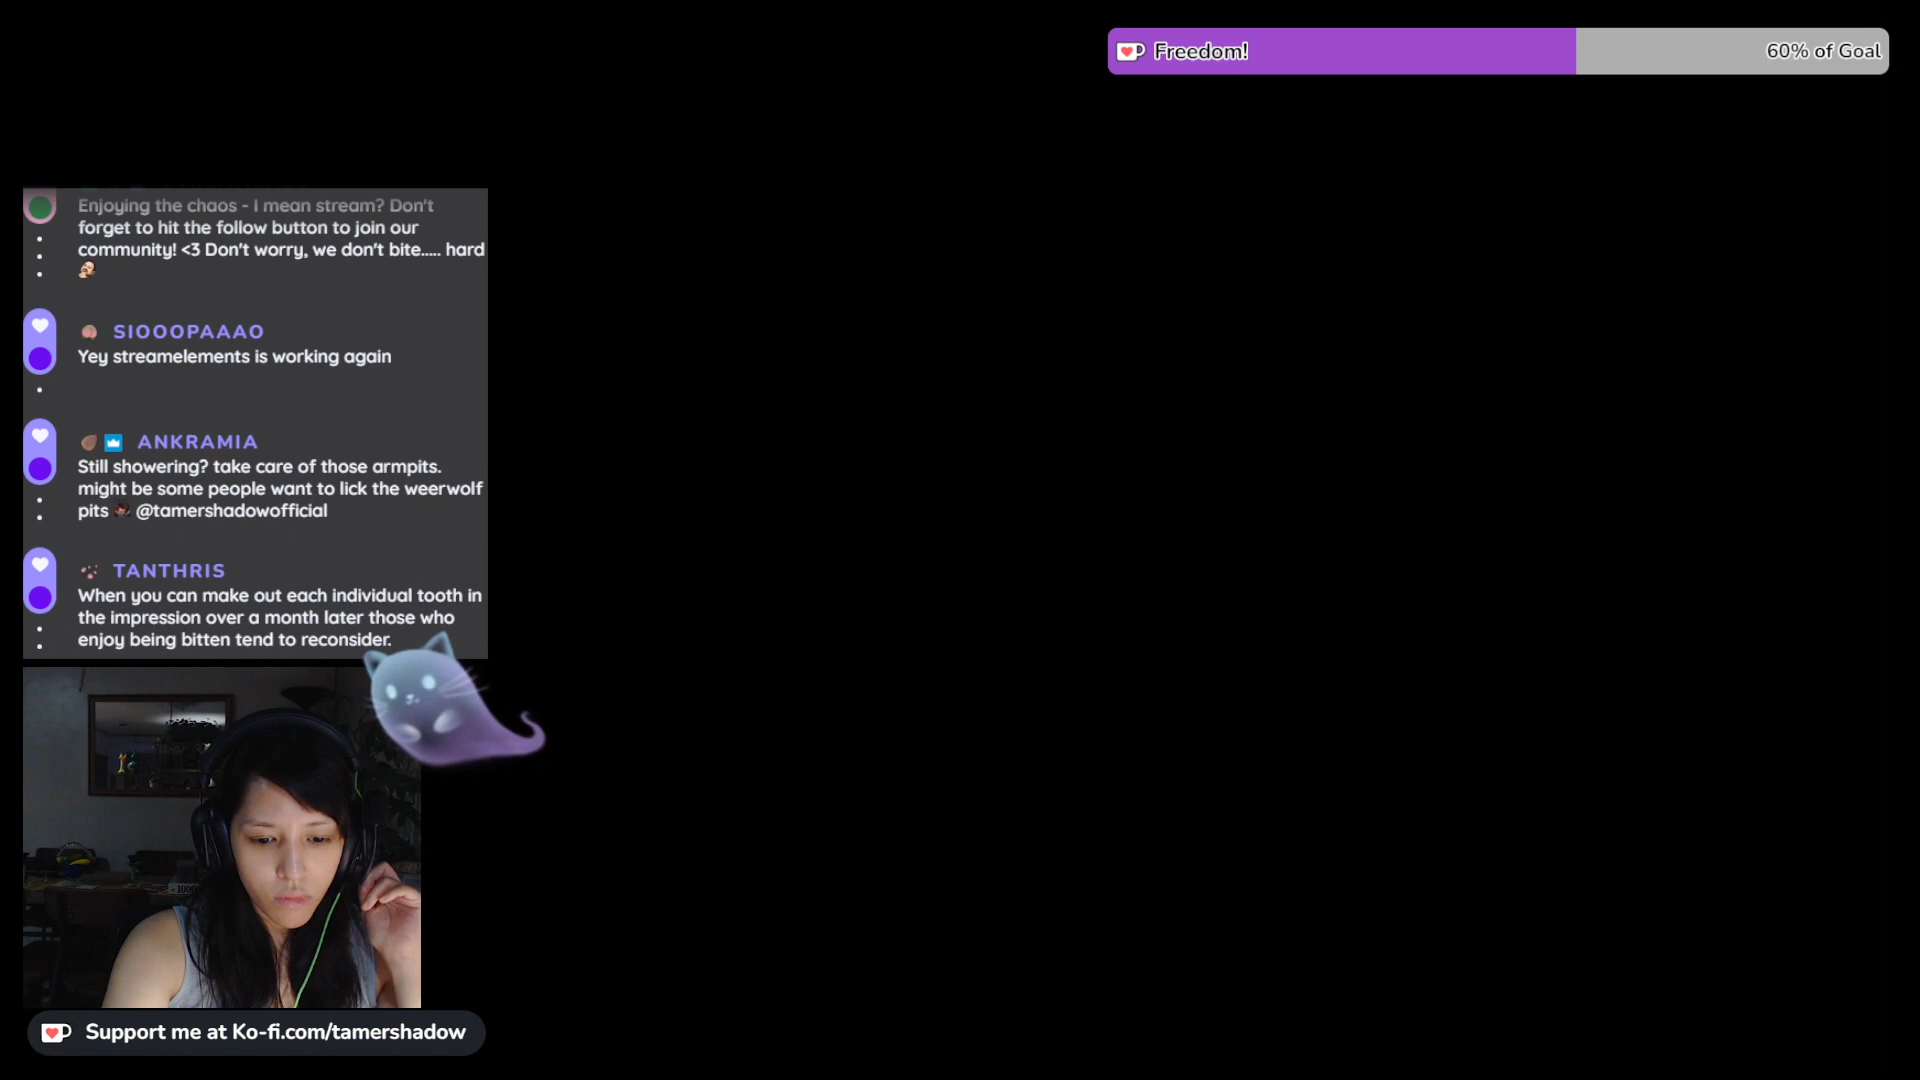 Freedom!
60% of Goal
Enjoying the chaos - I mean stream? Don't
forget to hit the follow button to join our
community! <3 Don't worry, we don't bite..... hard
SIOOOPAAAO
Yey streamelements is working again
ANKRAMIA
Still showering? take care of those armpits.
might be some people want to lick the weerwolf
pits @tamershadowofficial
TANTHRIS
When you can make out each individual tooth in
the impression over a month later those who
enjoy being bitten tend to reconsider.
Support me at Ko-fi.com/tamershadow